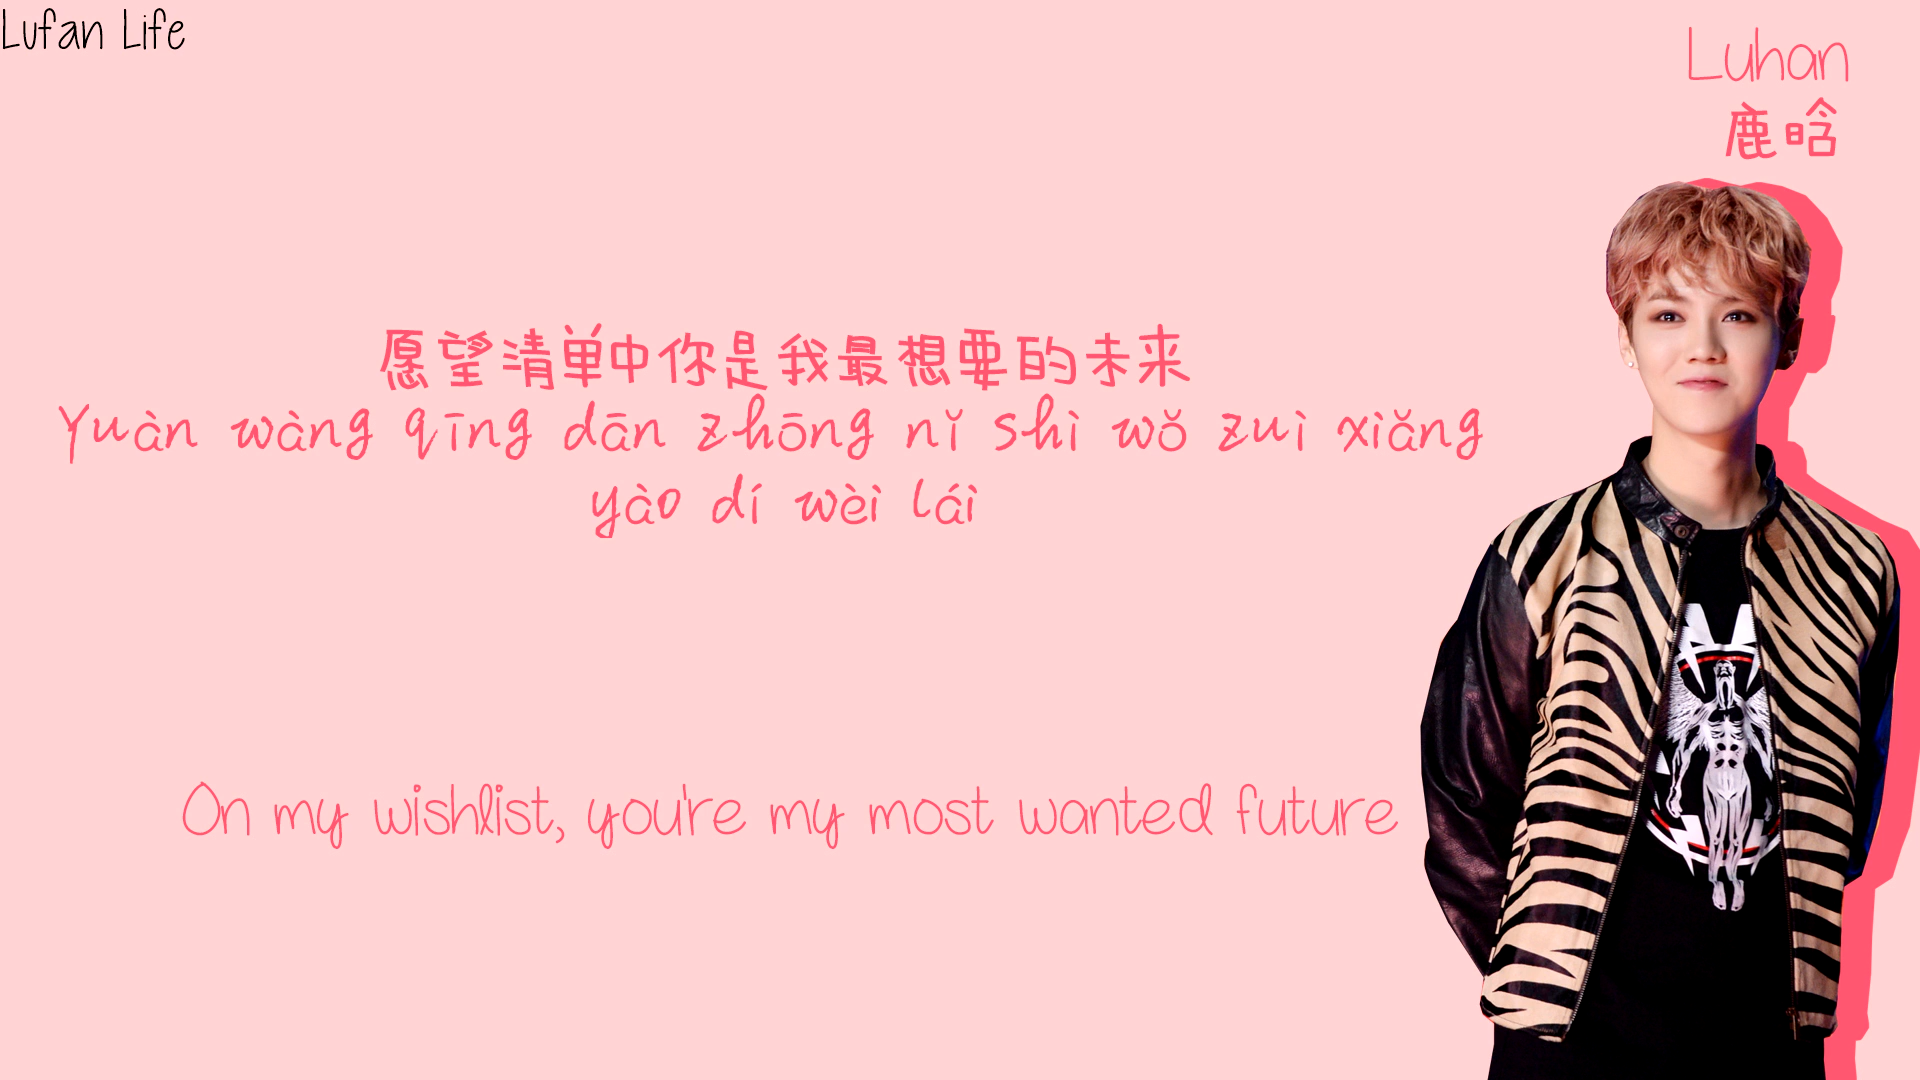 Lufan Life
Luhan
鹿晗
愿望清单中你是我最想要的未来
Yuàn wàng qīng dān zhōng nǐ shì wǒ zuì xiǎng
yào dí wèi lái
On my wishlist, you're my most wanted future